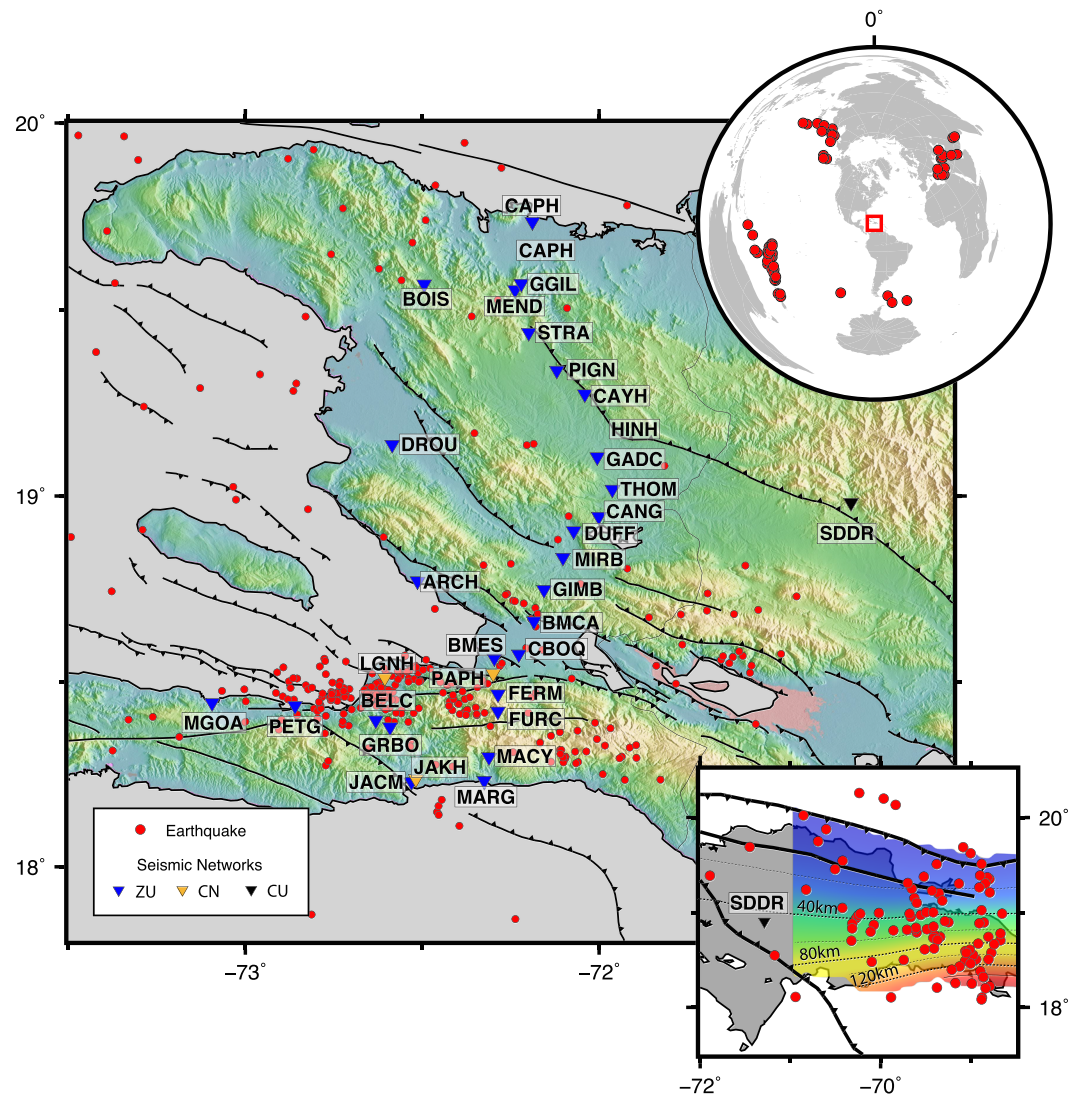 0°
20°
CAPH
CAPH
GGIL
BOIS
MEND
STRA
PIGN
CAYH
HINH
DROU
GADC
19°
THOM
CANG
SDDR
DUFF
MIRB
ARCH
GIMB
BMCA
BMES
CBOQ
LGNH
PAPH
FERM
BELC
MGOA
PETG
FURC
GRBO
MACY
JAKH
JACM
MARG
Earthquake
Seismic Networks
ZU CN CU
18°
−73°
−72°
20°
SDDR
40km
80km
120km
18°
−72°
−70°